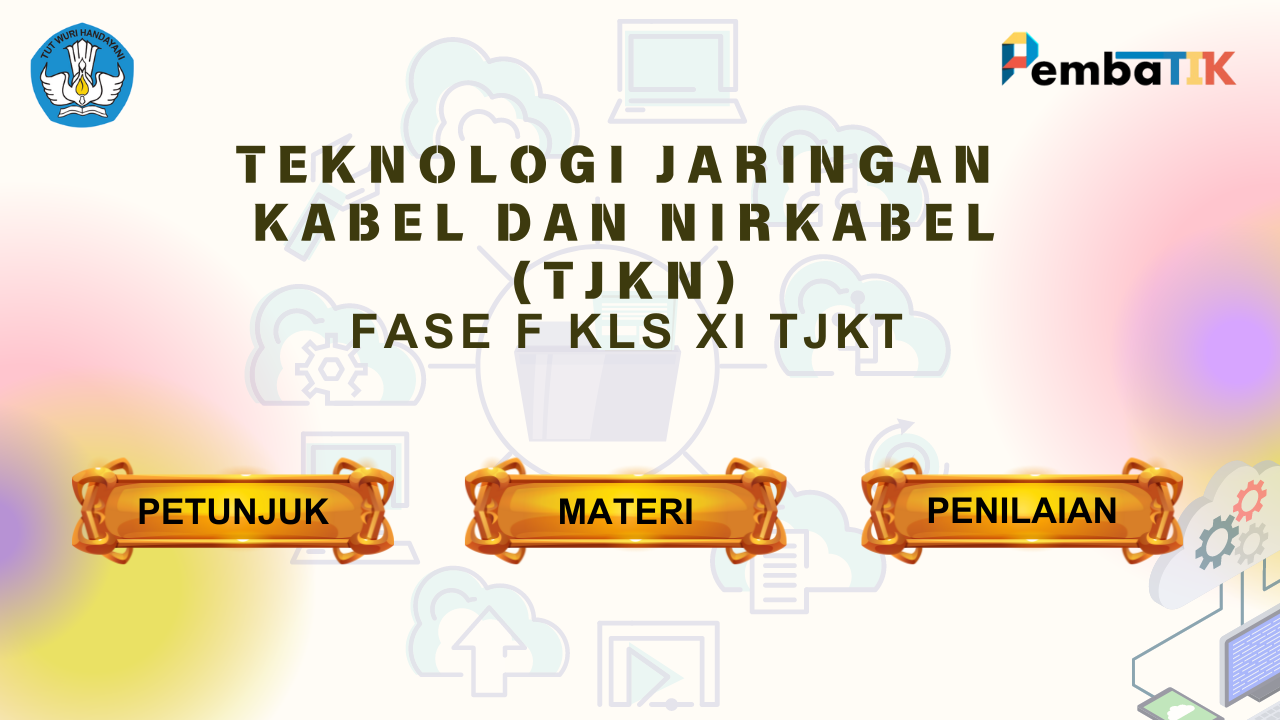 TUT WURI HANDAYANI
PembaTIK
TEKNOLOGI JARINGAN
KABEL DAN NIRKABEL
(TJKN)
FASE F KLS XI TJKT
PETUNJUK
MATERI
PENILAIAN